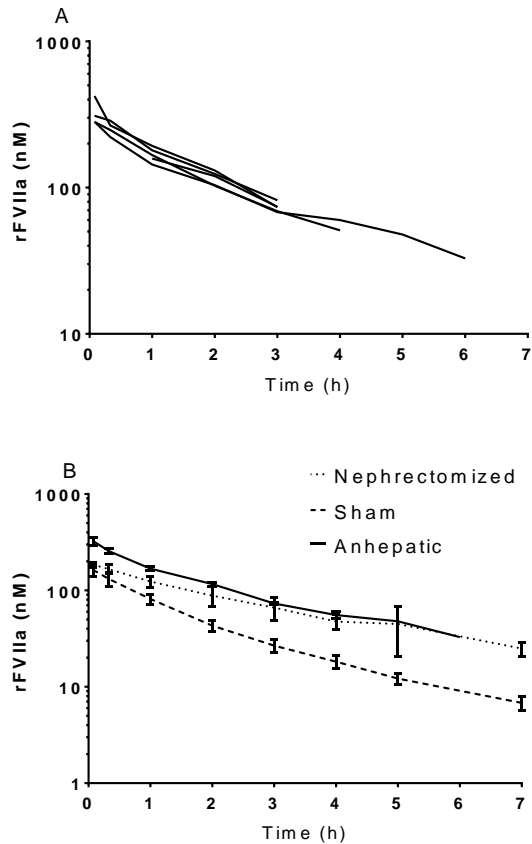 A
1000
100
10
rFVIIa (nM)
0 1 2 3 4 5 6 7
Time (h)
B
Nephrectomized
Sham
Anhepatic
1000
100
10
1
rFVIIa (nM)
0 1 2 3 4 5 6 7
Time (h)